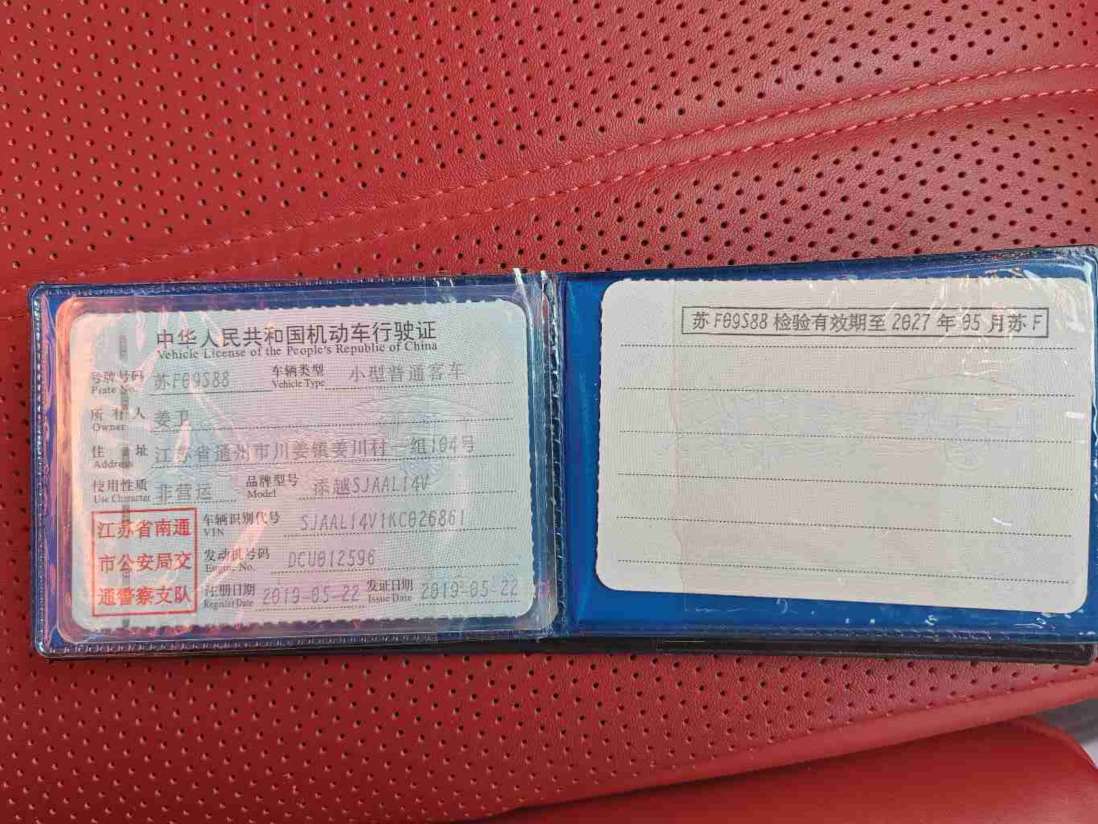 中华人民共和国机动车行驶证
Vehicle License of the People's Republic of China
号牌号码 苏F09S88 车辆类型 小型普通客车
Plate No. Vehicle Type
所有人 姜卫
Owner
住址 江苏省通州市川姜镇姜川村一组104号
Address
使用性质 非营运 品牌型号 添越SJAAL14V
Use Character Model
江苏省南通
市公安局交
通警察支队
车辆识别代号 SJAAL14V1KC026861
VIN
发动机号码 DCU012596
Engine No.
注册日期 2019-05-22 发证日期 2019-05-22
Register Date Issue Date
苏F09S88 检验有效期至 2027 年 05 月苏 F